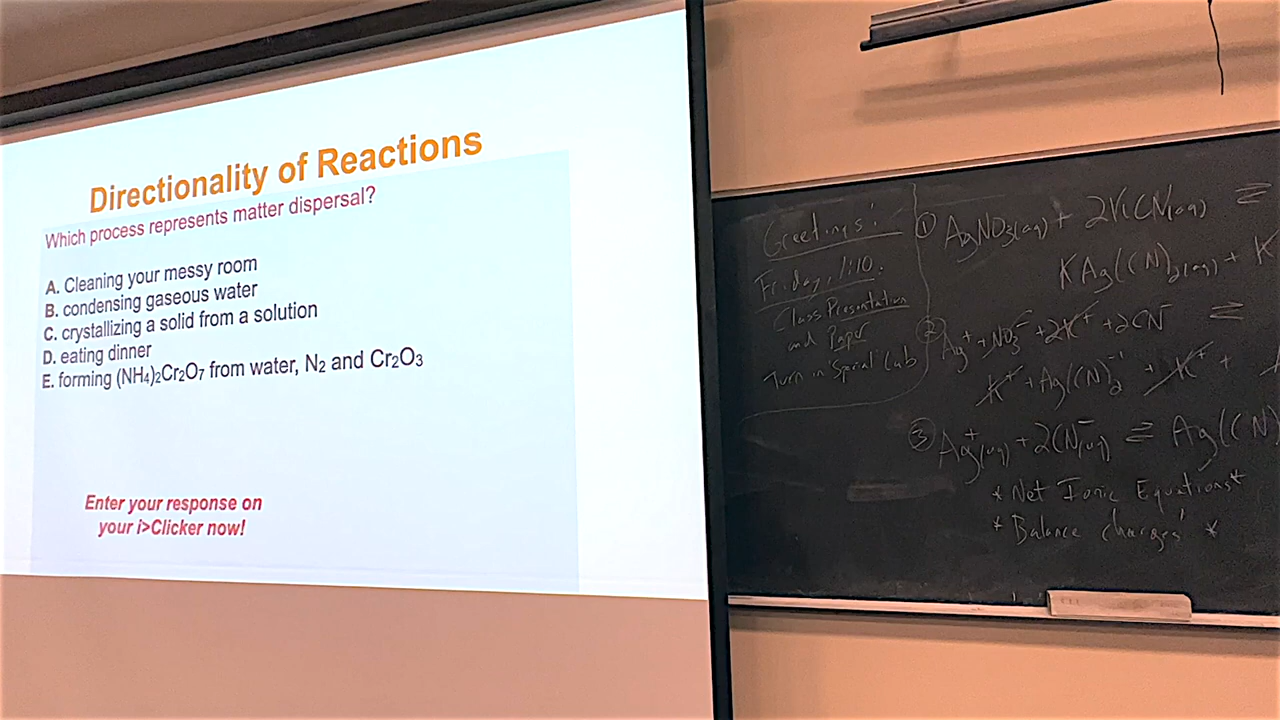 Directionality of Reactions
Which process represents matter dispersal?
A. Cleaning your messy room
B. condensing gaseous water
C. crystallizing a solid from a solution
D. eating dinner
E. forming (NH₄)₂Cr₂O₇ from water, N₂ and Cr₂O₃
Enter your response on
your i>Clicker now!
Greetings!
Friday, 1:10.
Class Presentation
and Paper
Turn in Spiral Lab
① AgNO₃(aq) + 2KCN(aq) ⇌
KAg(CN)₂(aq) + K
② Ag⁺ + NO₃⁻ + 2K⁺ + 2CN⁻ ⇌
K⁺ + Ag(CN)₂⁻¹ + K⁺ +
③ Ag⁺(aq) + 2CN⁻(aq) ⇌ Ag(CN)
* Net Ionic Equations *
* Balance charges! *